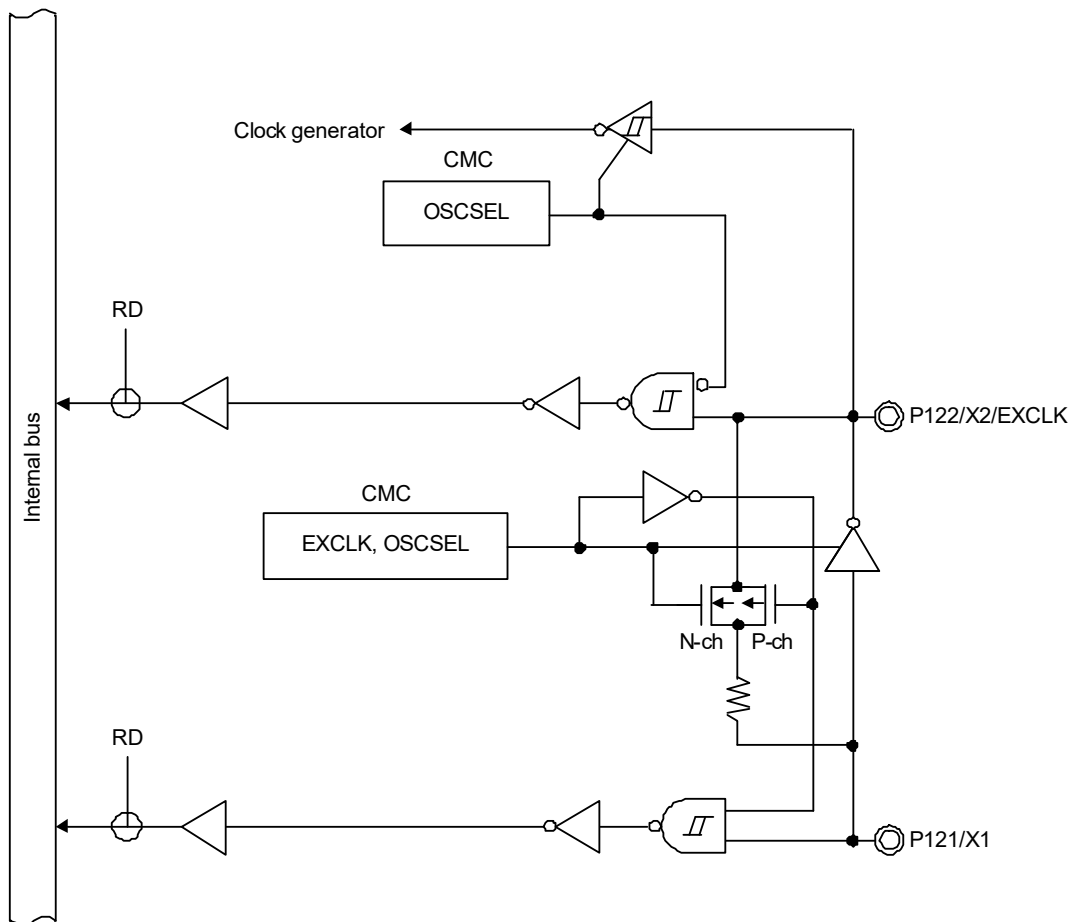 Clock generator
CMC
OSCSEL
RD
P122/X2/EXCLK
Internal bus
CMC
EXCLK, OSCSEL
N-ch
P-ch
RD
P121/X1